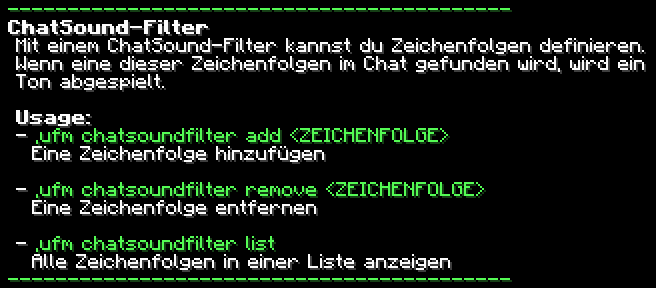 ChatSound-Filter
Mit einem ChatSound-Filter kannst du Zeichenfolgen definieren.
Wenn eine dieser Zeichenfolgen im Chat gefunden wird, wird ein
Ton abgespielt.
Usage:
- .ufm chatsoundfilter add <ZEICHENFOLGE>
Eine Zeichenfolge hinzufügen
- .ufm chatsoundfilter remove <ZEICHENFOLGE>
Eine Zeichenfolge entfernen
- .ufm chatsoundfilter list
Alle Zeichenfolgen in einer Liste anzeigen